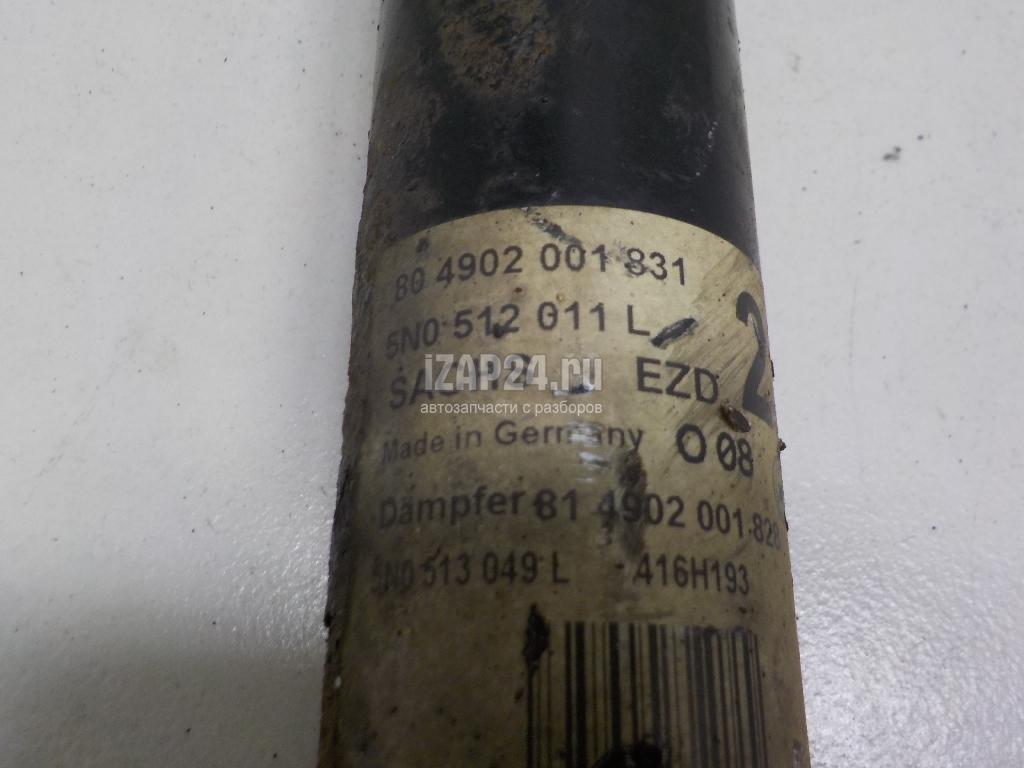 80 4902 001 831
5N0 512 011 L
2
SACHS EZD
iZAP24.ru
автозапчасти с разборов
Made in Germany O 08
Dämpfer 81 4902 001 828
5N0 513 049 L 416H193